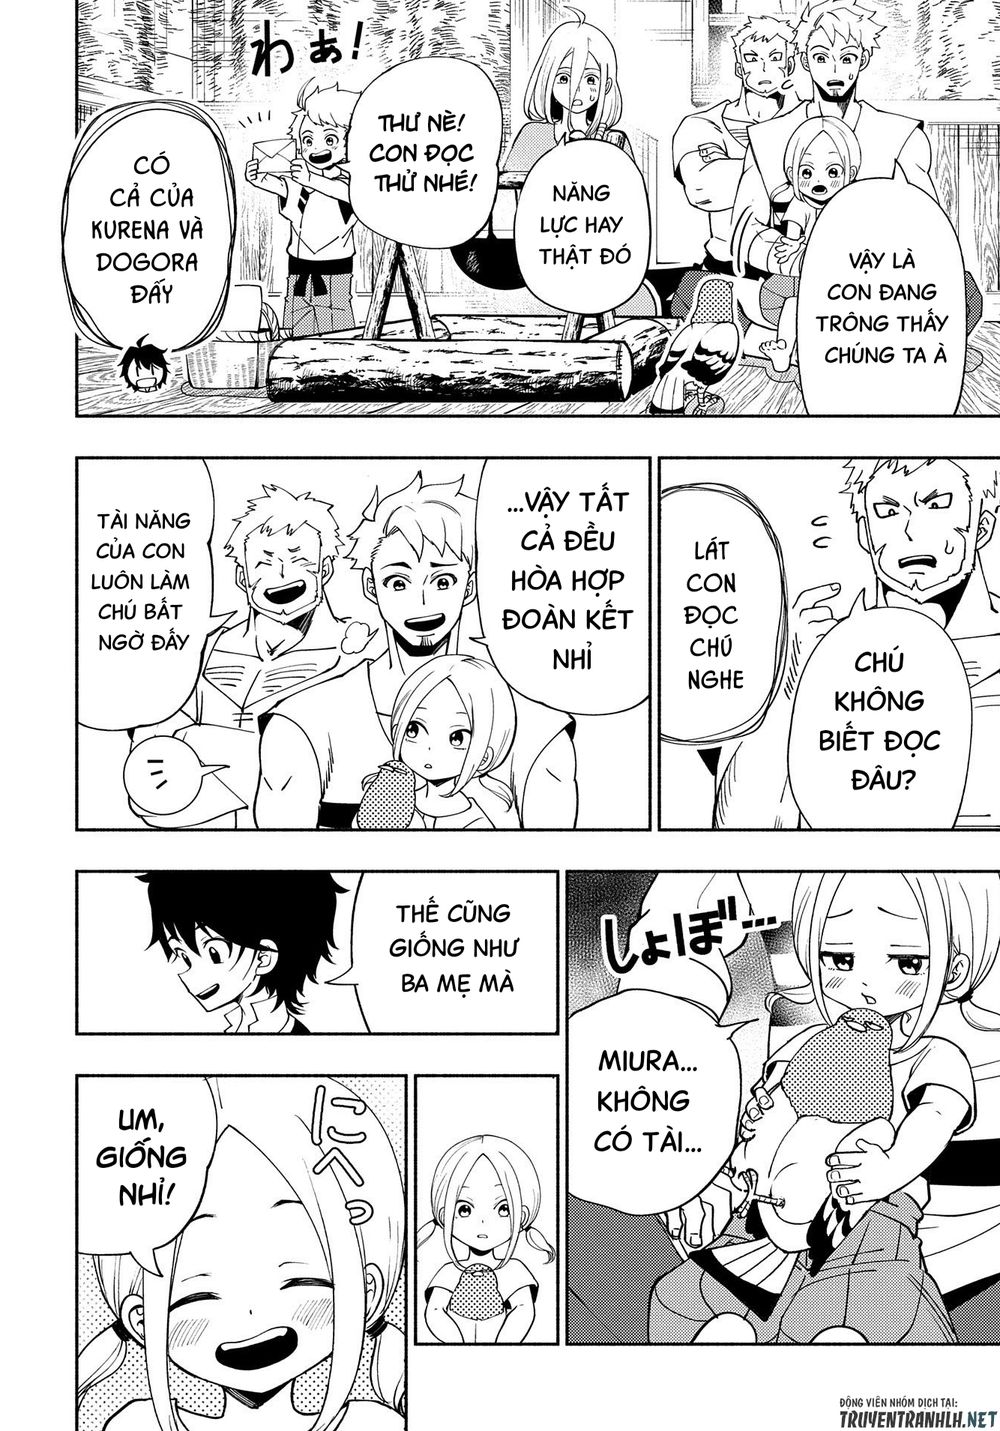 VẬY LÀ
CON ĐANG
TRÔNG THẤY
CHÚNG TA À
NĂNG
LỰC HAY
THẬT ĐÓ
わぁ!
THƯ NÈ!
CON ĐỌC
THỬ NHÉ!
CÓ
CẢ CỦA
KURENA VÀ
DOGORA
ĐẤY
CHÚ
KHÔNG
BIẾT ĐỌC
ĐÂU?
LÁT
CON
ĐỌC
CHÚ
NGHE
...VẬY TẤT
CẢ ĐỀU
HÒA HỢP
ĐOÀN KẾT
NHỈ
TÀI NĂNG
CỦA CON
LUÔN LÀM
CHÚ BẤT
NGỜ ĐẤY
しょぼ…
MIURA...
KHÔNG
CÓ TÀI...
THẾ CŨNG
GIỐNG NHƯ
BA MẸ MÀ
にへっ
UM,
GIỐNG
NHỈ!
ĐỘNG VIÊN NHÓM DỊCH TẠI:
TRUYENTRANHLH.NET